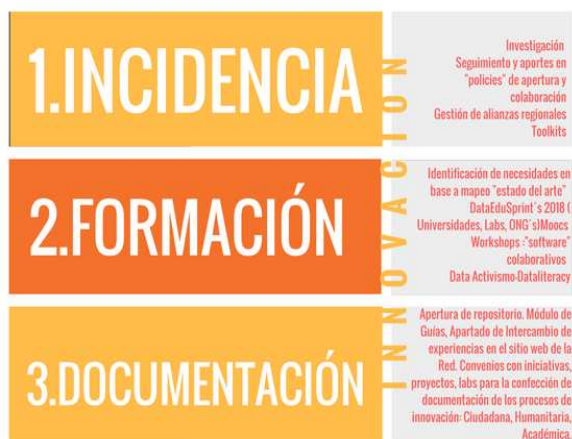 1.INCIDENCIA
Investigación
Seguimiento y aportes en
"policies" de apertura y
colaboración
Gestión de alianzas regionales
Toolkits
2.FORMACIÓN
Identificación de necesidades en
base a mapeo "estado del arte"
DataEduSprint´s 2018 (
Universidades, Labs, ONG´s)Moocs
Workshops :"software"
colaborativos
Data Activismo-Dataliteracy
3.DOCUMENTACIÓN
Apertura de repositorio. Módulo de
Guías, Apartado de Intercambio de
experiencias en el sitio web de la
Red. Convenios con iniciativas,
proyectos, labs para la confección de
documentación de los procesos de
innovación: Ciudadana, Humanitaria,
Académica.
INNOVACION